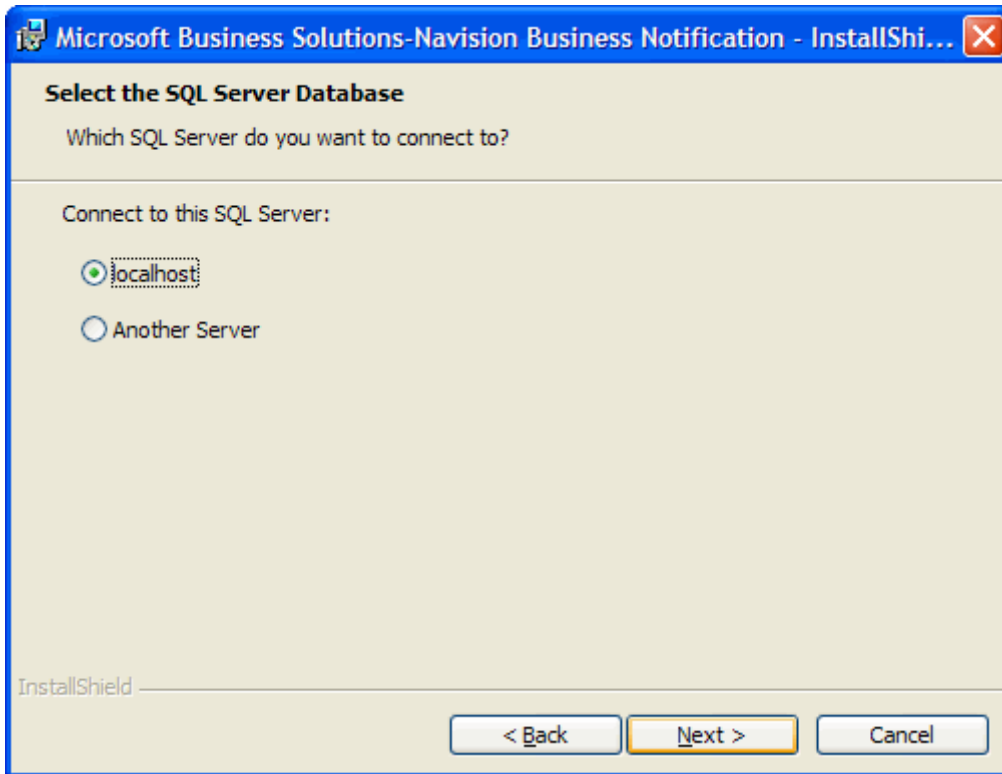 Microsoft Business Solutions-Navision Business Notification - InstallShi...
Select the SQL Server Database
Which SQL Server do you want to connect to?
Connect to this SQL Server:
localhost
Another Server
InstallShield
< Back Next > Cancel